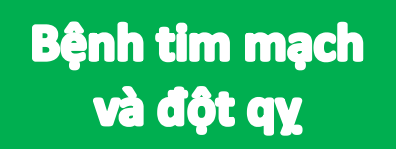 Bệnh tim mạch
và đột qỵ